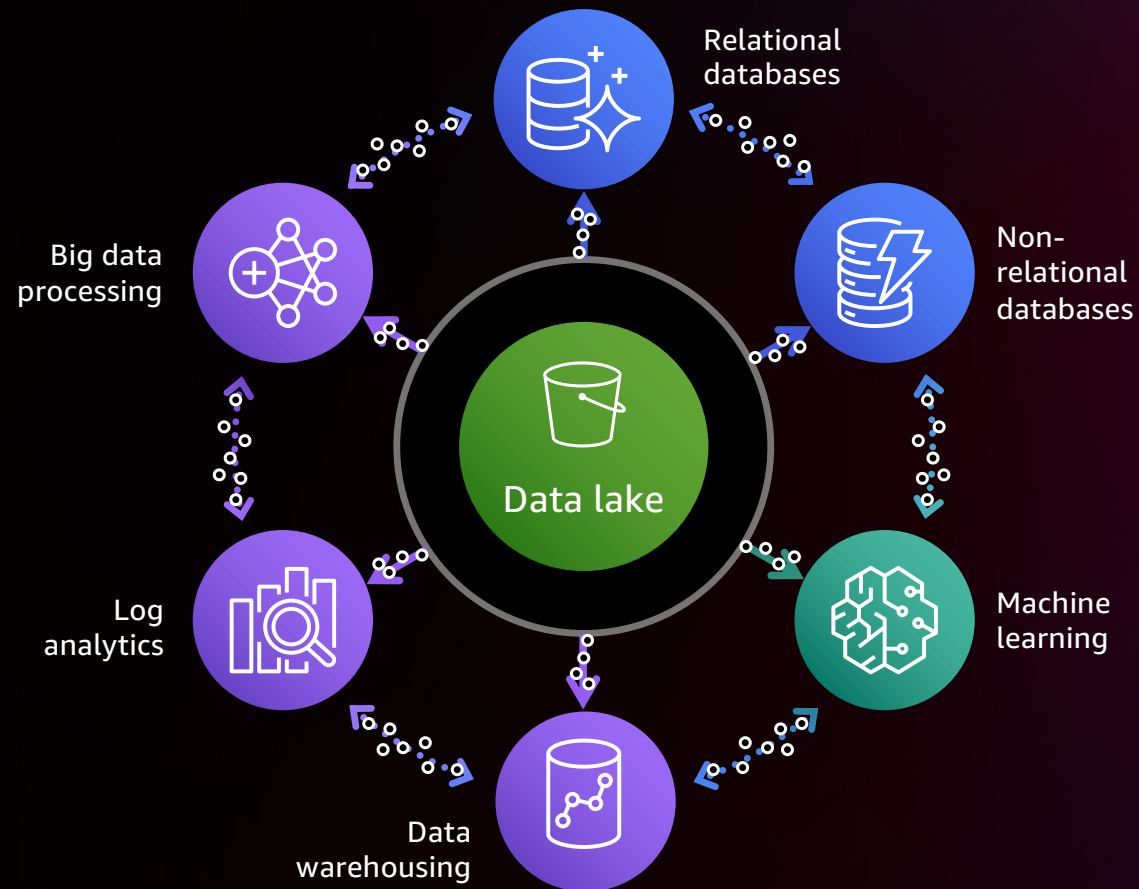 Relational
databases
Non-
relational
databases
Machine
learning
Data
warehousing
Log
analytics
Big data
processing
Data lake